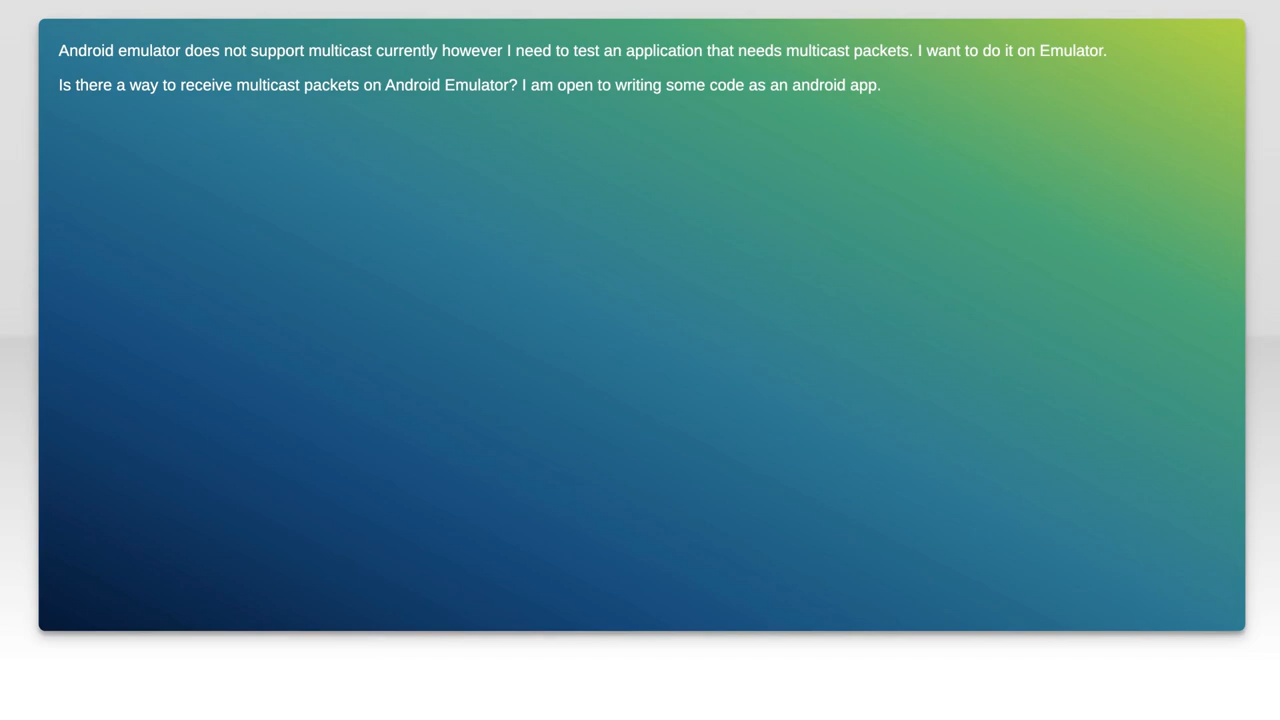 Android emulator does not support multicast currently however I need to test an application that needs multicast packets. I want to do it on Emulator.
Is there a way to receive multicast packets on Android Emulator? I am open to writing some code as an android app.